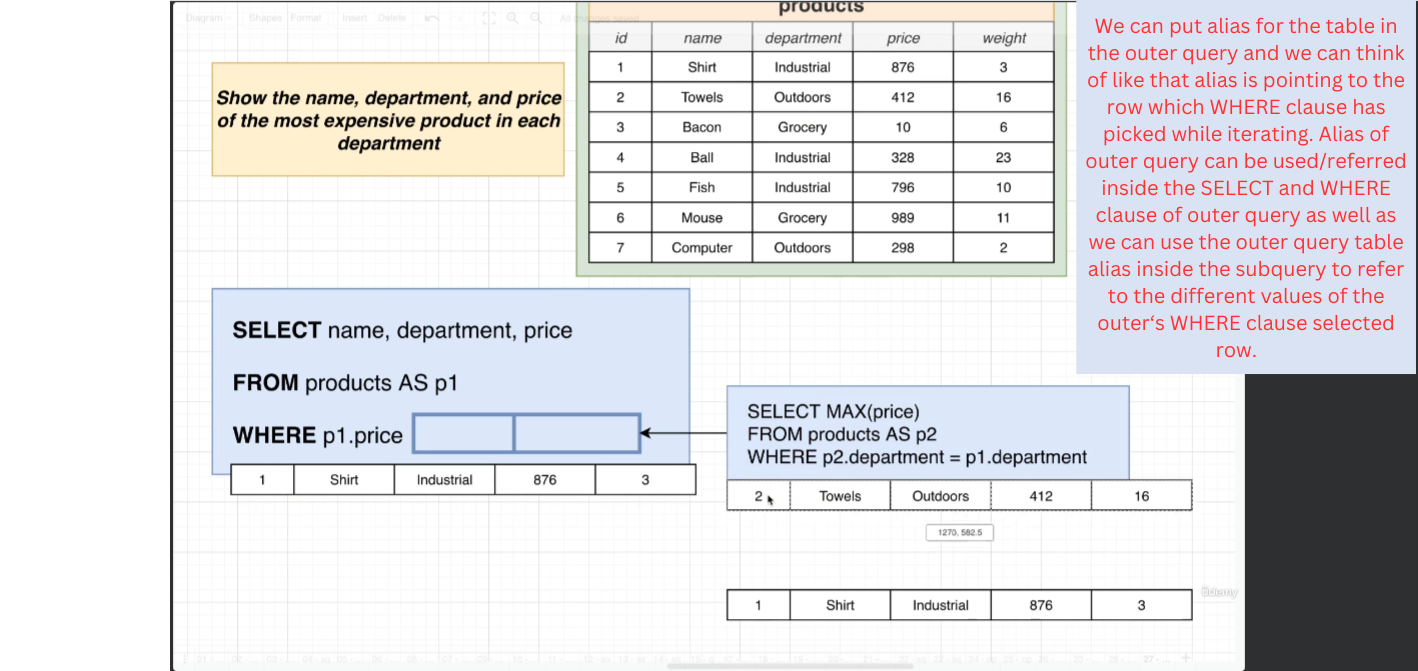 Diagram Shapes Format Insert Delete
products
id name department price weight
1 Shirt Industrial 876 3
2 Towels Outdoors 412 16
3 Bacon Grocery 10 6
4 Ball Industrial 328 23
5 Fish Industrial 796 10
6 Mouse Grocery 989 11
7 Computer Outdoors 298 2
Show the name, department, and price
of the most expensive product in each
department
We can put alias for the table in
the outer query and we can think
of like that alias is pointing to the
row which WHERE clause has
picked while iterating. Alias of
outer query can be used/referred
inside the SELECT and WHERE
clause of outer query as well as
we can use the outer query table
alias inside the subquery to refer
to the different values of the
outer‘s WHERE clause selected
row.
SELECT name, department, price
FROM products AS p1
WHERE p1.price
1 Shirt Industrial 876 3
SELECT MAX(price)
FROM products AS p2
WHERE p2.department = p1.department
2 Towels Outdoors 412 16
1270, 582.5
1 Shirt Industrial 876 3
ûdemy